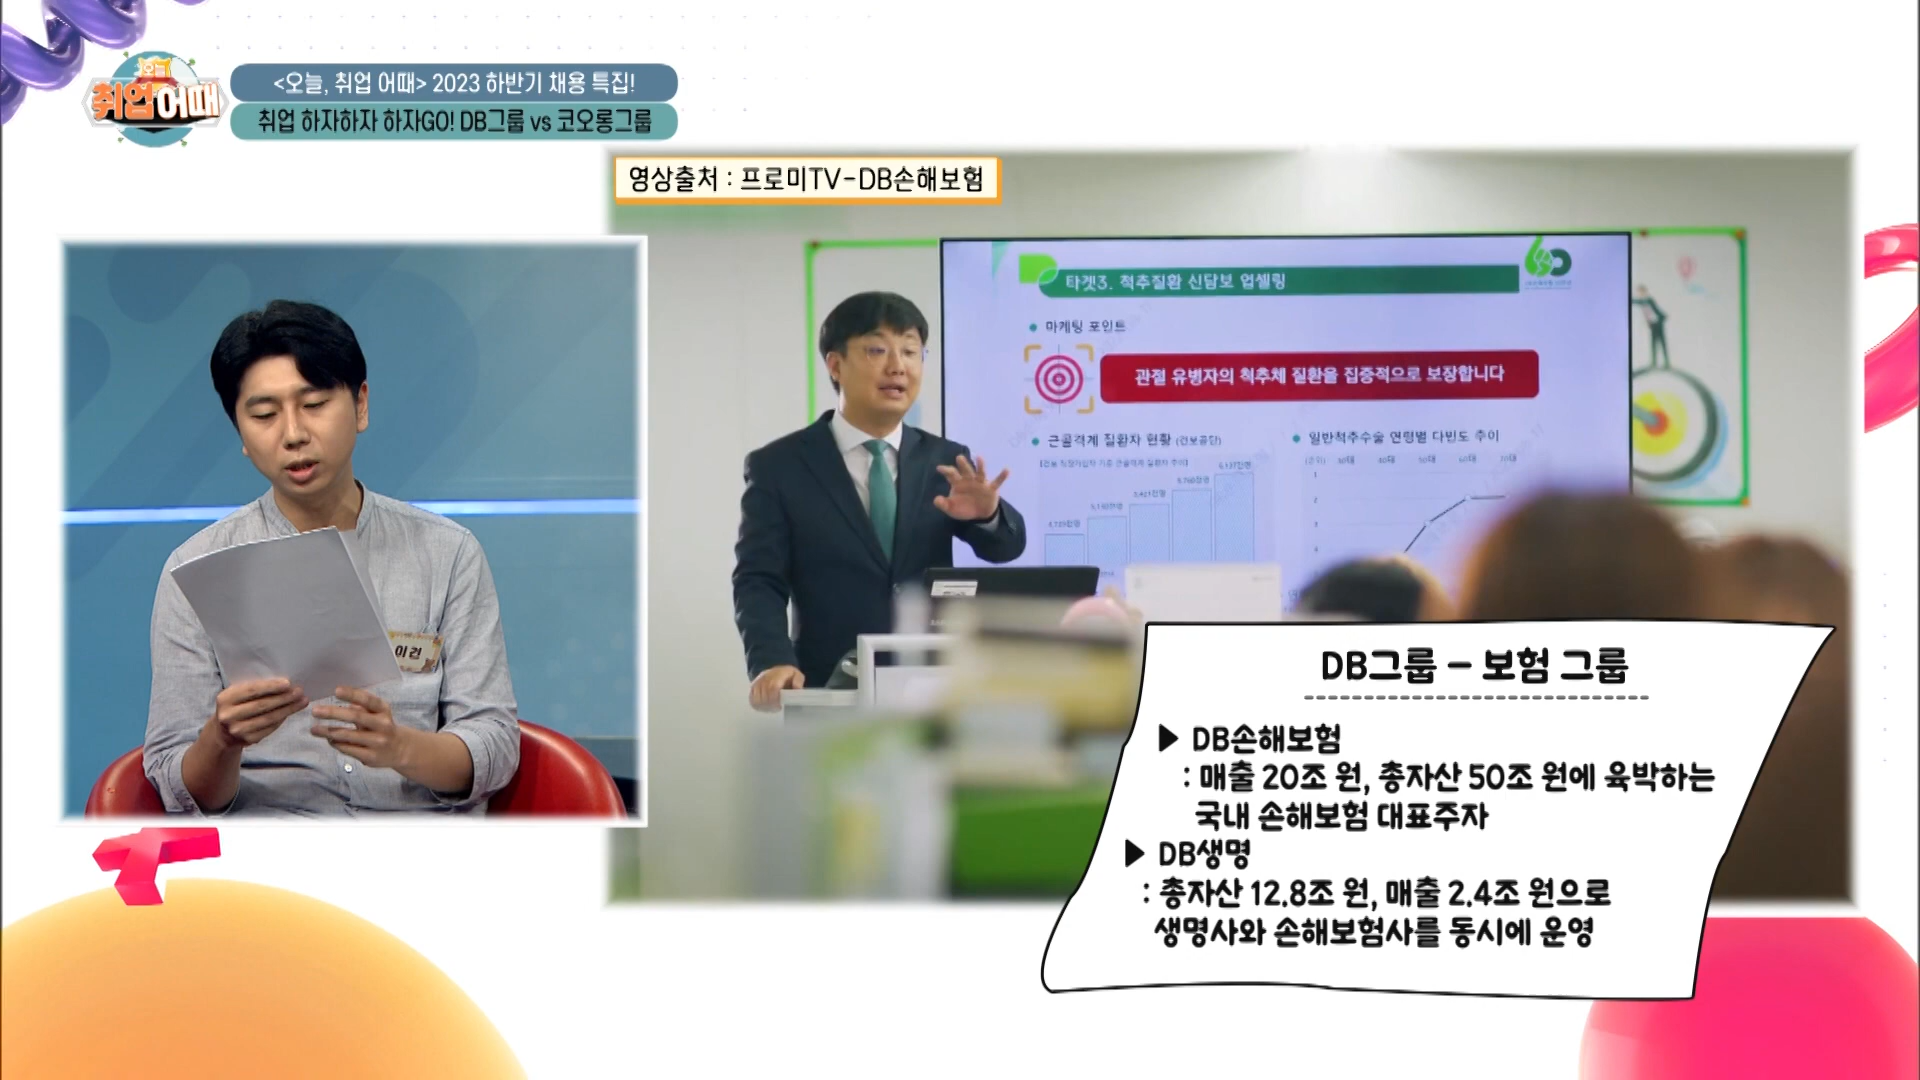 오늘
취업어때
<오늘, 취업 어때> 2023 하반기 채용 특집!
취업 하자하자 하자GO! DB그룹 vs 코오롱그룹
영상출처 : 프로미TV-DB손해보험
타겟3. 척추질환 신담보 업셀링
● 마케팅 포인트
관절 유병자의 척추체 질환을 집중적으로 보장합니다
● 근골격계 질환자 현황 (건보공단)
● 일반척추수술 연령별 다빈도 추이
이건
DB그룹 – 보험 그룹
▶ DB손해보험
: 매출 20조 원, 총자산 50조 원에 육박하는
국내 손해보험 대표주자
▶ DB생명
: 총자산 12.8조 원, 매출 2.4조 원으로
생명사와 손해보험사를 동시에 운영